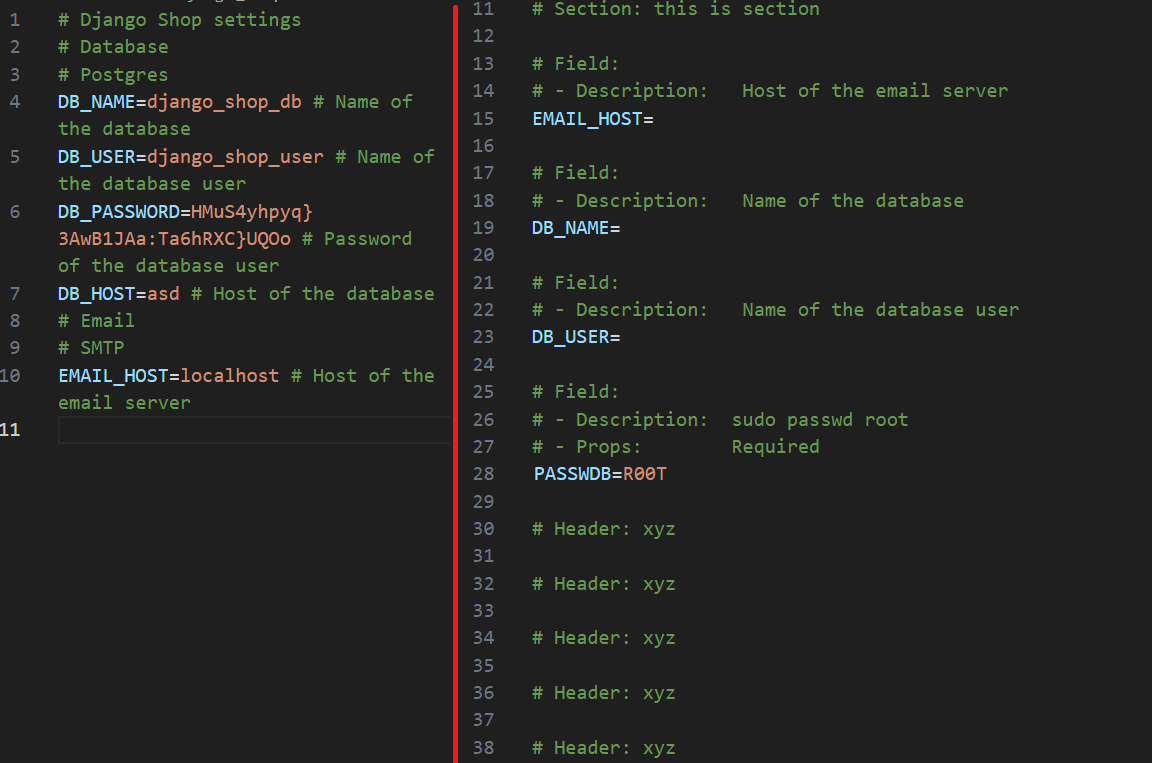 1 # Django Shop settings
2 # Database
3 # Postgres
4 DB_NAME=django_shop_db # Name of
the database
5 DB_USER=django_shop_user # Name of
the database user
6 DB_PASSWORD=HMuS4yhpyq}
3AwB1JAa:Ta6hRXC}UQOo # Password
of the database user
7 DB_HOST=asd # Host of the database
8 # Email
9 # SMTP
10 EMAIL_HOST=localhost # Host of the
email server
11
11 # Section: this is section
12
13 # Field:
14 # - Description: Host of the email server
15 EMAIL_HOST=
16
17 # Field:
18 # - Description: Name of the database
19 DB_NAME=
20
21 # Field:
22 # - Description: Name of the database user
23 DB_USER=
24
25 # Field:
26 # - Description: sudo passwd root
27 # - Props: Required
28 PASSWDB=R00T
29
30 # Header: xyz
31
32 # Header: xyz
33
34 # Header: xyz
35
36 # Header: xyz
37
38 # Header: xyz